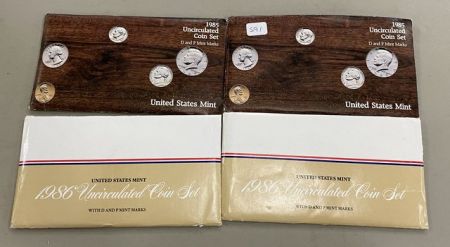 1985
Uncirculated
Coin Set
D and P Mint Marks
United States Mint
591
1985
Uncirculated
Coin Set
D and P Mint Marks
United States Mint
UNITED STATES MINT
1986 Uncirculated Coin Set
WITH D AND P MINT MARKS
UNITED STATES MINT
1986 Uncirculated Coin Set
WITH D AND P MINT MARKS